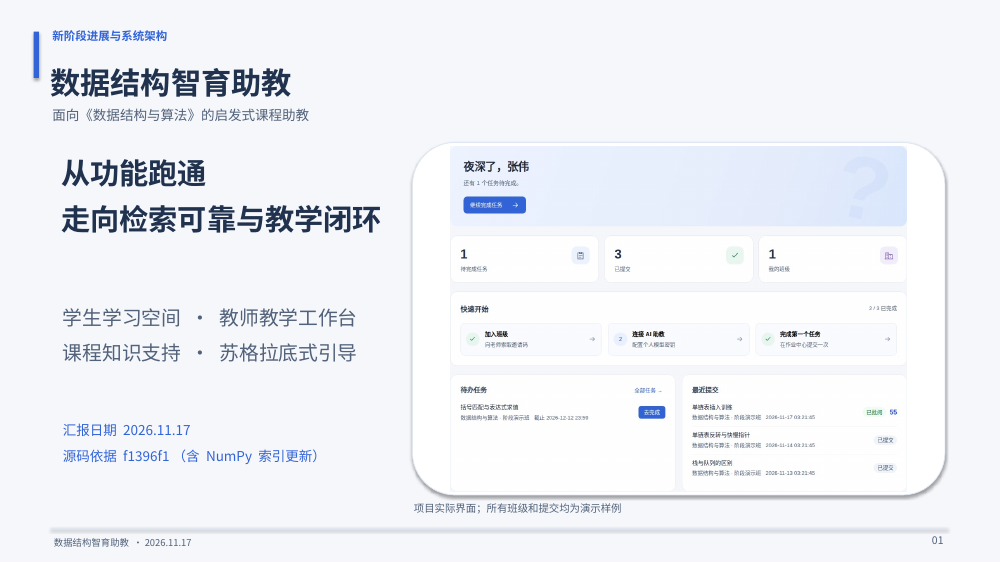 新阶段进展与系统架构
数据结构智育助教
面向《数据结构与算法》的启发式课程助教
从功能跑通
走向检索可靠与教学闭环
学生学习空间 · 教师教学工作台
课程知识支持 · 苏格拉底式引导
汇报日期 2026.11.17
源码依据 f1396f1（含 NumPy 索引更新）
夜深了，张伟
还有 1 个任务待完成。
继续完成任务 →
?
1
待完成任务
3
已提交
1
我的班级
快速开始
2 / 3 已完成
加入班级
向老师索取邀请码
→
2
连接 AI 助教
配置个人模型密钥
→
完成第一个任务
在作业中心提交一次
→
待办任务
全部任务 →
括号匹配与表达式求值
数据结构与算法 · 阶段演示班 截止 2026-12-12 23:59
去完成
最近提交
单链表插入训练
数据结构与算法 · 阶段演示班 2026-11-17 03:21:45
已批阅 55
单链表反转与快慢指针
数据结构与算法 · 阶段演示班 2026-11-14 03:21:45
已提交
栈与队列的区别
数据结构与算法 · 阶段演示班 2026-11-13 03:21:45
已提交
项目实际界面；所有班级和提交均为演示样例
数据结构智育助教 · 2026.11.17
01